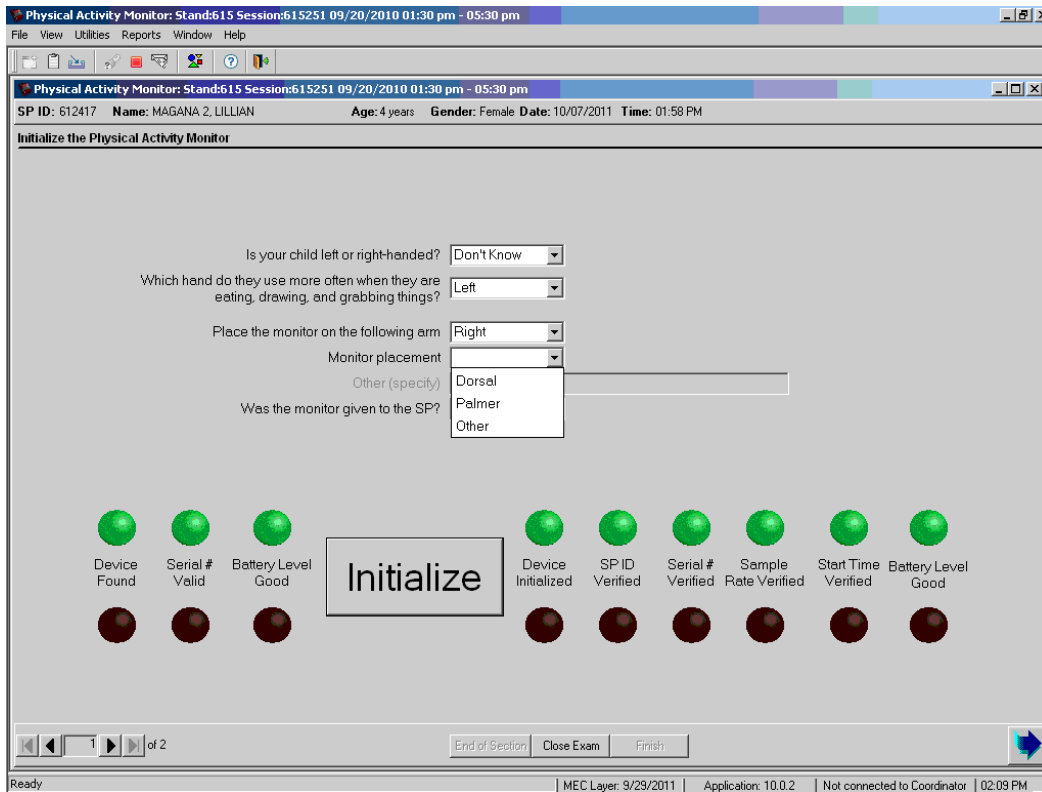 Physical Activity Monitor: Stand:615 Session:615251 09/20/2010 01:30 pm - 05:30 pm
File View Utilities Reports Window Help
Physical Activity Monitor: Stand:615 Session:615251 09/20/2010 01:30 pm - 05:30 pm
SP ID: 612417 Name: MAGANA 2, LILLIAN Age: 4 years Gender: Female Date: 10/07/2011 Time: 01:58 PM
Initialize the Physical Activity Monitor
Is your child left or right-handed? Don't Know
Which hand do they use more often when they are
eating, drawing, and grabbing things? Left
Place the monitor on the following arm Right
Monitor placement
Other (specify) Dorsal
Palmer
Was the monitor given to the SP?
Other
Device Found
Serial # Valid
Battery Level Good
Initialize
Device Initialized
SP ID Verified
Serial # Verified
Sample Rate Verified
Start Time Verified
Battery Level Good
1 of 2 End of Section Close Exam Finish
Ready MEC Layer: 9/29/2011 Application: 10.0.2 Not connected to Coordinator 02:09 PM